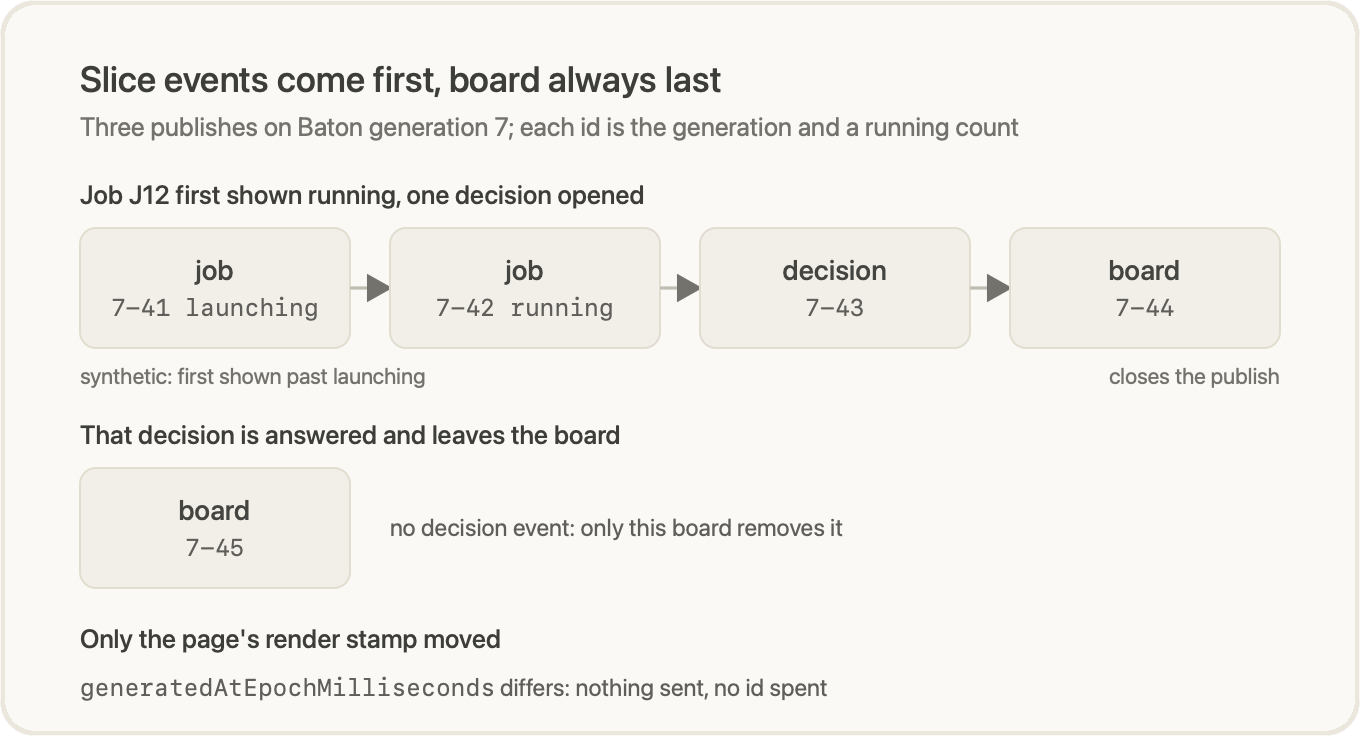 Slice events come first, board always last
Three publishes on Baton generation 7; each id is the generation and a running count
Job J12 first shown running, one decision opened
job
7–41 launching
job
7–42 running
decision
7–43
board
7–44
synthetic: first shown past launching
closes the publish
That decision is answered and leaves the board
board
7–45
no decision event: only this board removes it
Only the page's render stamp moved
generatedAtEpochMilliseconds differs: nothing sent, no id spent